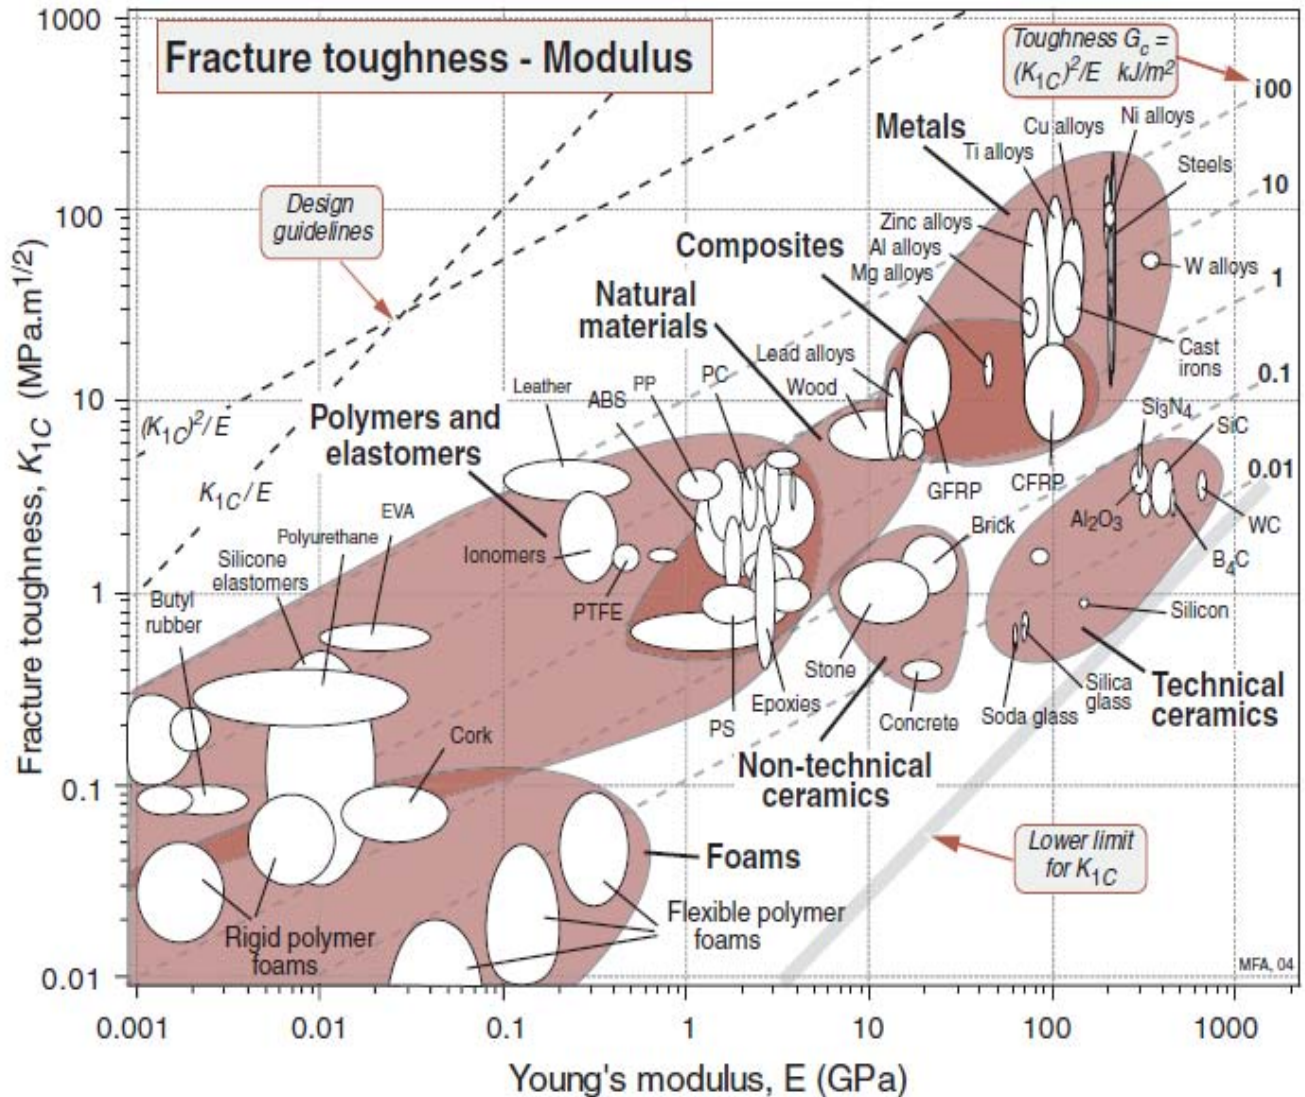 1000
Fracture toughness - Modulus
Toughness Gc =
(K1C)²/E kJ/m²
100
Metals
Cu alloys
Ni alloys
Ti alloys
Steels
10
Design
guidelines
100
Zinc alloys
Composites
Al alloys
Mg alloys
W alloys
1
Natural
materials
Lead alloys
Cast
irons
0.1
Leather
PP
PC
Wood
ABS
10
Si3N4
SiC
(K1C)²/E
Polymers and
elastomers
0.01
K1C/E
GFRP
CFRP
Al2O3
WC
EVA
Polyurethane
Silicone
elastomers
Ionomers
Brick
B4C
Butyl
rubber
1
PTFE
Silicon
Stone
Epoxies
PS
Concrete
Soda glass
Silica
glass
Technical
ceramics
Cork
Non-technical
ceramics
0.1
Foams
Lower limit
for K1C
Flexible polymer
foams
Rigid polymer
foams
0.01
MFA, 04
0.001
0.01
0.1
1
10
100
1000
Young's modulus, E (GPa)
Fracture toughness, K1C (MPa.m1/2)